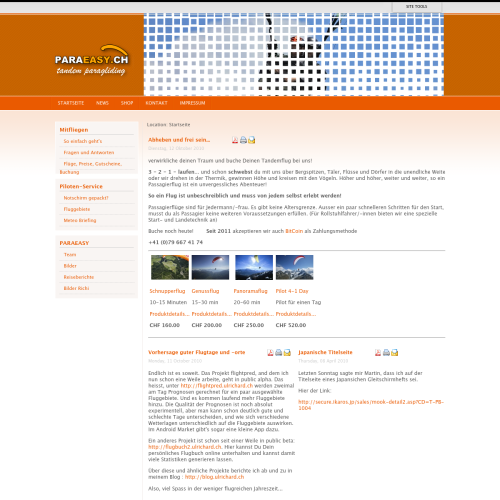 SITE TOOLS
PARAEASY.CH
tandem paragliding
STARTSEITE NEWS SHOP KONTAKT IMPRESSUM
Location: Startseite
Mitfliegen
So einfach geht's
Fragen und Antworten
Flüge, Preise, Gutscheine, Buchung
Piloten-Service
Notschirm gepackt?
Fluggebiete
Meteo Briefing
PARAEASY
Team
Bilder
Reiseberichte
Bilder Richi
Abheben und frei sein...
verwirkliche deinen Traum und buche Deinen Tandemflug bei uns!
3 - 2 - 1 - laufen... und schon schwebst du mit uns über Bergspitzen, Täler, Flüsse und Dörfer in die unendliche Weite
oder wir drehen in der Thermik, gewinnen Höhe und kreisen mit den Vögeln. Höher und höher, weiter und weiter, so ein
Passagierflug ist ein unvergessliches Abenteuer!
So ein Flug ist unbeschreiblich und muss von jedem selbst erlebt werden!
Passagierflüge sind für Jedermann/-frau. Es gibt keine Altersgrenze. Ausser ein paar schnelleren Schritten für den Start,
musst du als Passagier keine weiteren Voraussetzungen erfüllen. (Für Rollstuhlfahrer/-innen bieten wir eine spezielle
Start- und Landetechnik an)
Buche noch heute! Seit 2011 akzeptieren wir auch BitCoin als Zahlungsmethode
+41 (0)79 667 41 74
Schnupperflug Genussflug Panoramaflug Pilot 4-1 Day
10-15 Minuten 15-30 min 20-60 min Pilot für einen Tag
Produktdetails... Produktdetails... Produktdetails... Produktdetails...
CHF 160.00 CHF 200.00 CHF 250.00 CHF 520.00
Vorhersage guter Flugtage und -orte
Endlich ist es soweit. Das Projekt flightpred, and dem ich
nun schon eine Weile arbeite, geht in public alpha. Das
heisst, unter http://flightpred.ulrichard.ch werden zweimal
am Tag Prognosen gerechnet für ein paar ausgewählte
Fluggebiete. Und es kommen laufend mehr Fluggebiete
hinzu. Die Qualität der Prognosen ist noch absolut
experimentell, aber man kann schon deutlich gute und
schlechte Tage unterscheiden, und wie sich verschiedene
Wetterlagen unterschiedlich auf die Fluggebiete auswirken.
Im Android Market gibt's sogar eine kleine App dazu.
Ein anderes Projekt ist schon seit einer Weile in public beta:
http://flugbuch2.ulrichard.ch. Hier kannst Du Dein
persönliches Flugbuch online unterhalten und kannst damit
viele Statistiken generieren lassen.
Über diese und ähnliche Projekte berichte ich ab und zu in
meinem Blog : http://blog.ulrichard.ch
Also, viel Spass in der weniger flugreichen Jahreszeit...
Japanische Titelseite
Letzten Sonntag sagte mir Martin, dass ich auf der
Titelseite eines Japanischen Gleitschirmhefts sei.
Hier der Link:
http://secure.ikaros.jp/sales/mook-detail2.asp?CD=T-PB-
1004